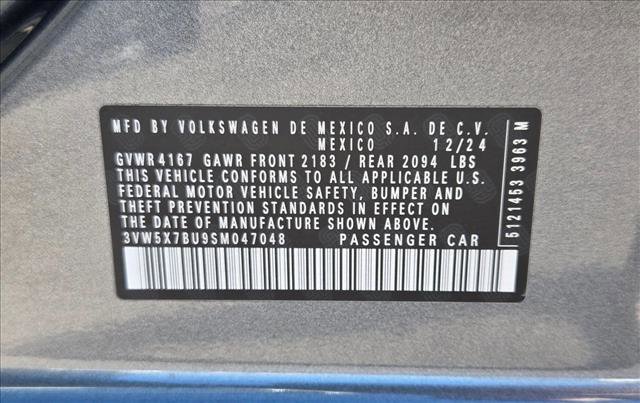 MFD BY VOLKSWAGEN DE MEXICO S.A. DE C.V.
MEXICO 12/24
GVWR 4167 GAWR FRONT 2183 / REAR 2094 LBS
THIS VEHICLE CONFORMS TO ALL APPLICABLE U.S.
FEDERAL MOTOR VEHICLE SAFETY, BUMPER AND
THEFT PREVENTION STANDARDS IN EFFECT ON
THE DATE OF MANUFACTURE SHOWN ABOVE.
3VW5X7BU9SM047048 PASSENGER CAR
5121453 3963 M